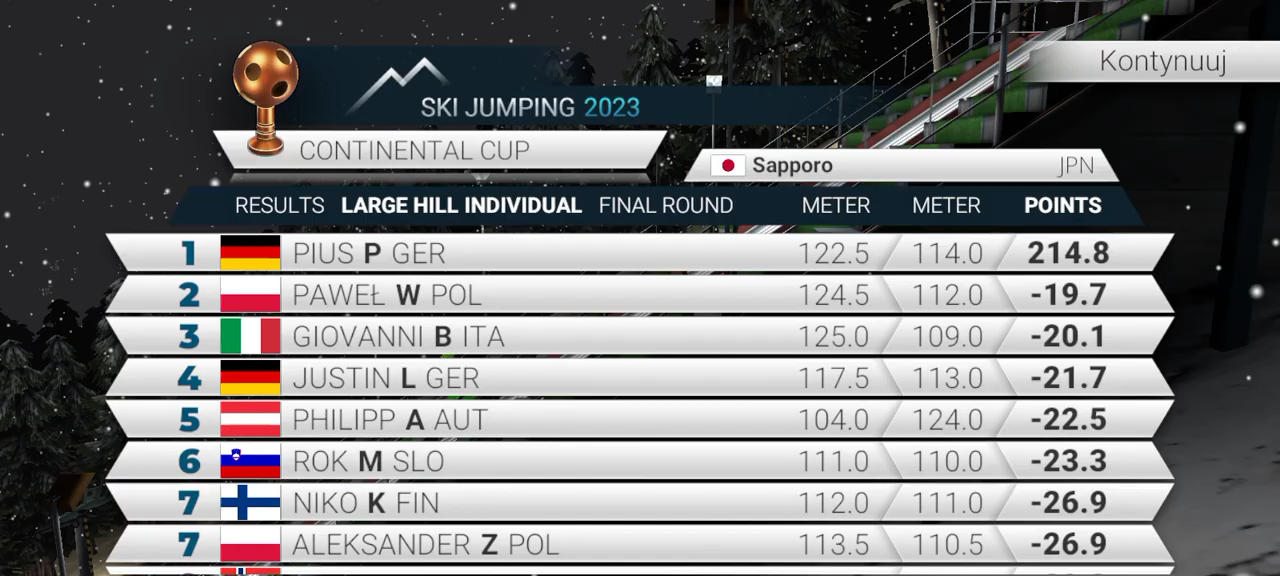 Kontynuuj
SKI JUMPING 2023
CONTINENTAL CUP
Sapporo JPN
RESULTS LARGE HILL INDIVIDUAL FINAL ROUND METER METER POINTS
1 PIUS P GER 122.5 114.0 214.8
2 PAWEŁ W POL 124.5 112.0 -19.7
3 GIOVANNI B ITA 125.0 109.0 -20.1
4 JUSTIN L GER 117.5 113.0 -21.7
5 PHILIPP A AUT 104.0 124.0 -22.5
6 ROK M SLO 111.0 110.0 -23.3
7 NIKO K FIN 112.0 111.0 -26.9
7 ALEKSANDER Z POL 113.5 110.5 -26.9